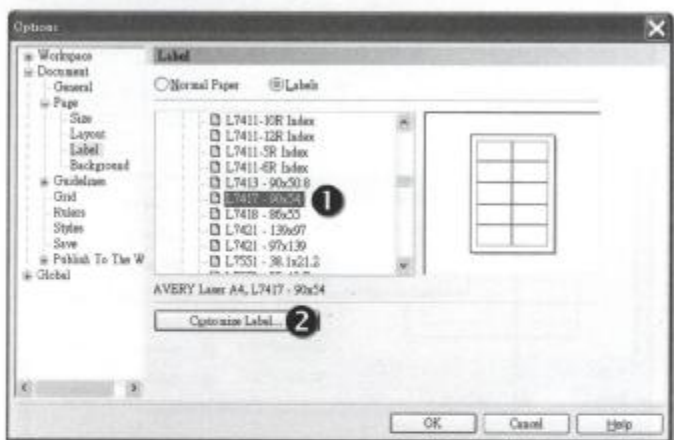 Options
Workspace
Document
General
Page
Size
Layout
Label
Background
Guidelines
Grid
Rulers
Styles
Save
Publish To The W
Global
Label
Normal Paper
Labels
L7411-10R Index
L7411-12R Index
L7411-5R Index
L7411-6R Index
L7413 - 90x50.8
L7417 - 90x54
L7418 - 86x55
L7421 - 139x97
L7421 - 97x139
L7551 - 38.1x21.2
1
AVERY Laser A4, L7417 - 90x54
Customize Label...
2
OK
Cancel
Help